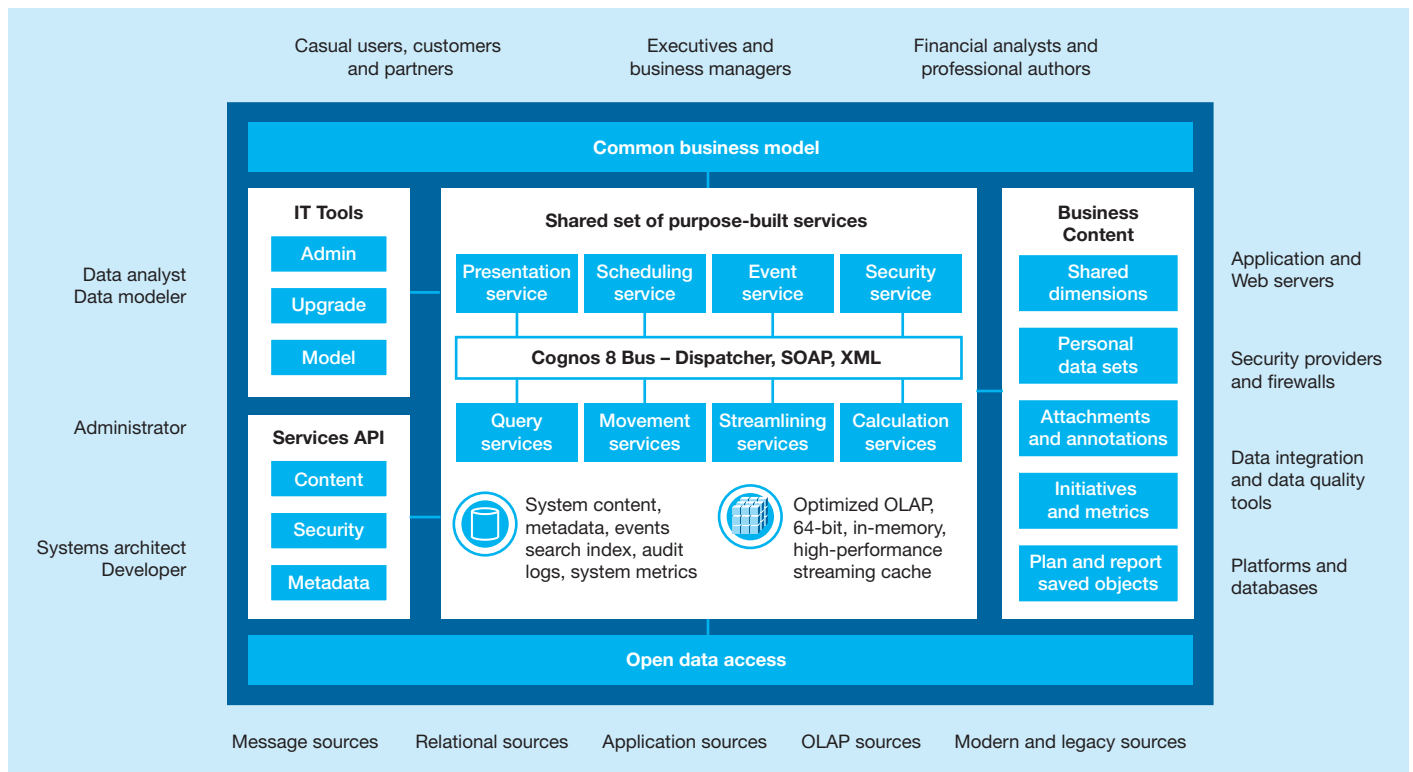 Casual users, customers
and partners
Executives and
business managers
Financial analysts and
professional authors
Common business model
Data analyst
Data modeler
Administrator
Systems architect
Developer
IT Tools
Admin
Upgrade
Model
Services API
Content
Security
Metadata
Shared set of purpose-built services
Presentation
service
Scheduling
service
Event
service
Security
service
Cognos 8 Bus – Dispatcher, SOAP, XML
Query
services
Movement
services
Streamlining
services
Calculation
services
System content,
metadata, events
search index, audit
logs, system metrics
Optimized OLAP,
64-bit, in-memory,
high-performance
streaming cache
Business
Content
Shared
dimensions
Personal
data sets
Attachments
and annotations
Initiatives
and metrics
Plan and report
saved objects
Application and
Web servers
Security providers
and firewalls
Data integration
and data quality
tools
Platforms and
databases
Open data access
Message sources
Relational sources
Application sources
OLAP sources
Modern and legacy sources